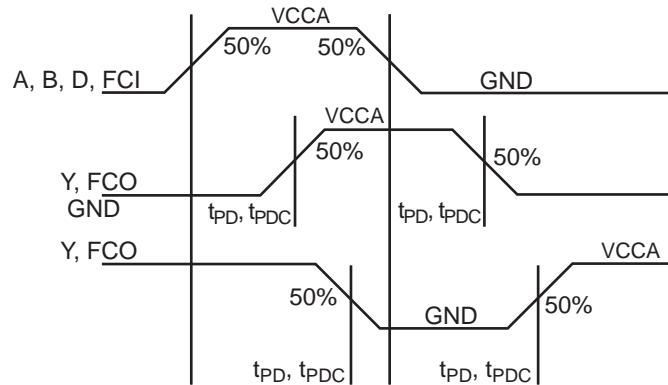 VCCA
50% 50%
A, B, D, FCI
GND
VCCA
50% 50%
Y, FCO
GND
tPD, tPDC tPD, tPDC
Y, FCO
VCCA
50% GND 50%
tPD, tPDC tPD, tPDC